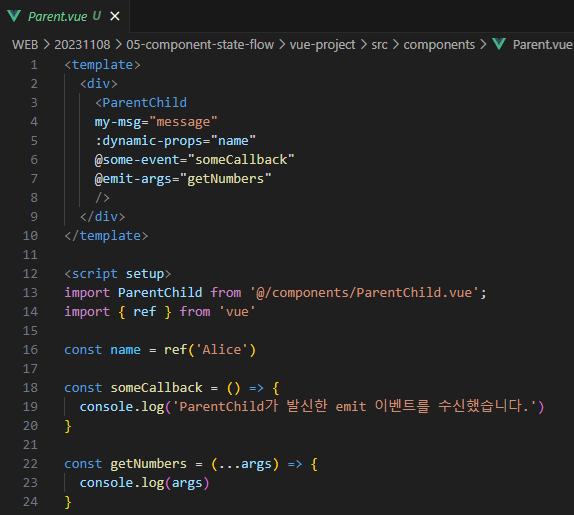 Parent.vue U ×
WEB > 20231108 > 05-component-state-flow > vue-project > src > components > Parent.vue
1 <template>
2   <div>
3     <ParentChild
4     my-msg="message"
5     :dynamic-props="name"
6     @some-event="someCallback"
7     @emit-args="getNumbers"
8     />
9   </div>
10 </template>
11
12 <script setup>
13 import ParentChild from '@/components/ParentChild.vue';
14 import { ref } from 'vue'
15
16 const name = ref('Alice')
17
18 const someCallback = () => {
19   console.log('ParentChild가 발신한 emit 이벤트를 수신했습니다.')
20 }
21
22 const getNumbers = (...args) => {
23   console.log(args)
24 }